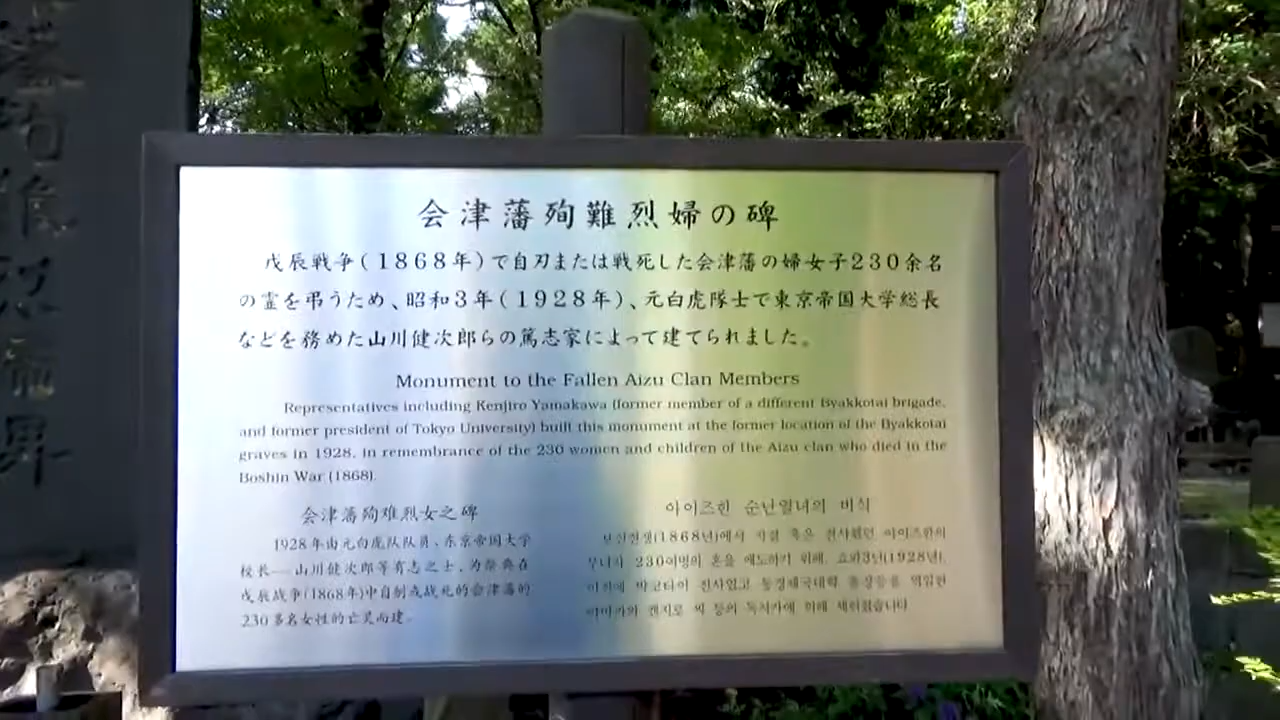 会津藩殉難烈婦の碑
戊辰戦争(1868年)で自刃または戦死した会津藩の婦女子230余名
の霊を弔うため、昭和3年(1928年)、元白虎隊士で東京帝国大学総長
などを務めた山川健次郎らの篤志家によって建てられました。
Monument to the Fallen Aizu Clan Members
Representatives including Kenjiro Yamakawa (former member of a different Byakkotai brigade,
and former president of Tokyo University) built this monument at the former location of the Byakkotai
graves in 1928, in remembrance of the 230 women and children of the Aizu clan who died in the
Boshin War (1868).
会津藩殉难烈女之碑
1928年由元白虎队队员、东京帝国大学
校长——山川健次郎等有志之士，为祭典在
戊辰战争(1868年)中自刎或战死的会津藩的
230多名女性的亡灵而建。
아이즈한 순난열녀의 비석
보신전쟁(1868년)에서 자결 혹은 전사했던 아이즈한의
부녀자 230여명의 혼을 애도하기 위해, 쇼와3년(1928년),
전사였고 동경제국대학 총장등을 역임한
씨 등의 독지가에 의해 세워졌습니다